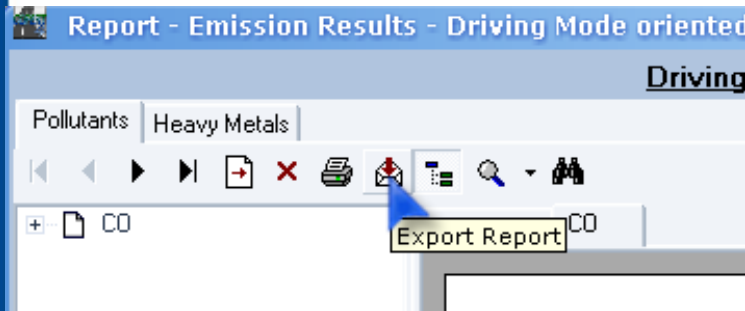 Report - Emission Results - Driving Mode oriented
Driving
Pollutants
Heavy Metals
CO
CO
Export Report